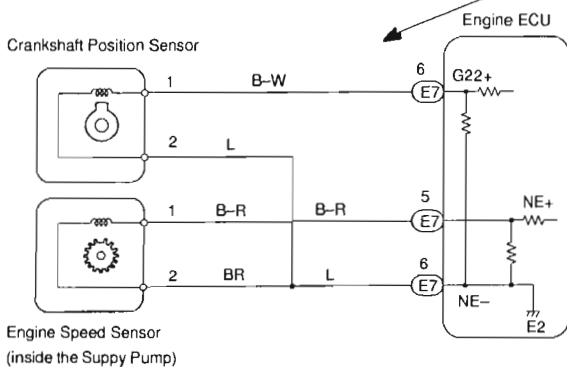 Engine ECU
Crankshaft Position Sensor
1 B–W 6 E7 G22+
2 L
1 B–R B–R 5 E7 NE+
2 BR L 6 E7 NE–
E2
Engine Speed Sensor
(inside the Suppy Pump)